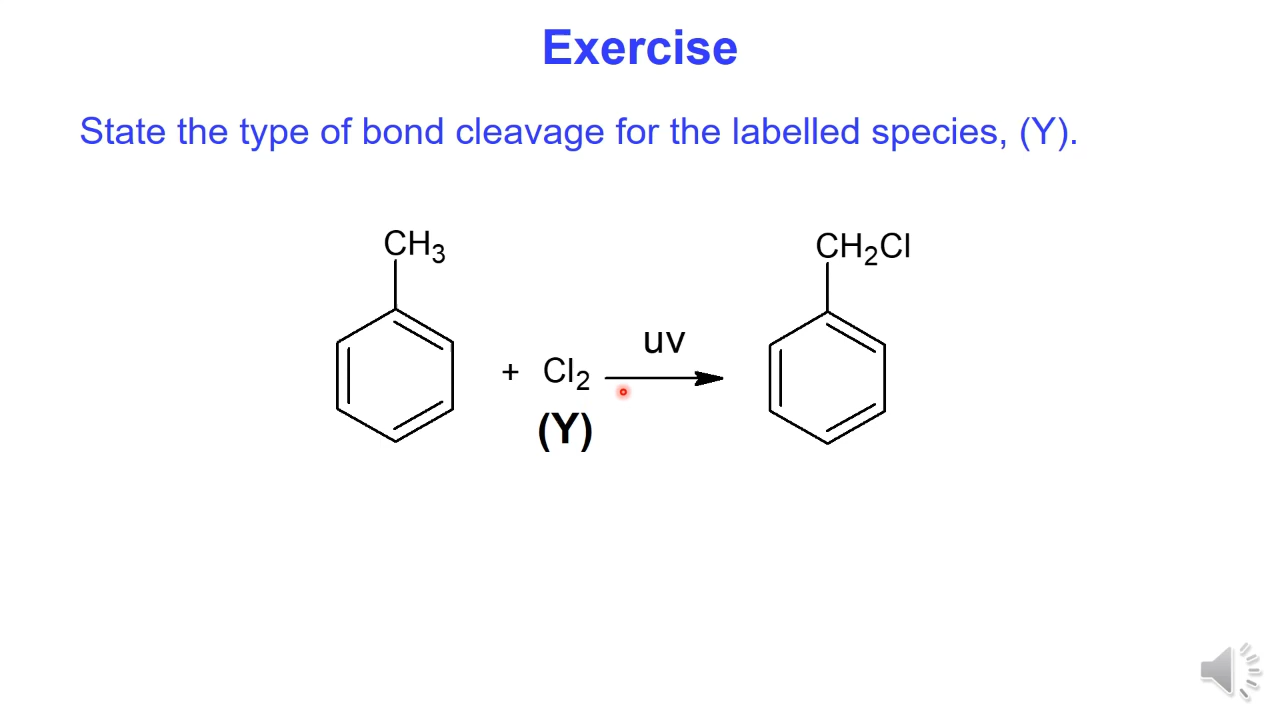 Exercise
State the type of bond cleavage for the labelled species, (Y).
CH3
CH2Cl
uv
+ Cl2
(Y)